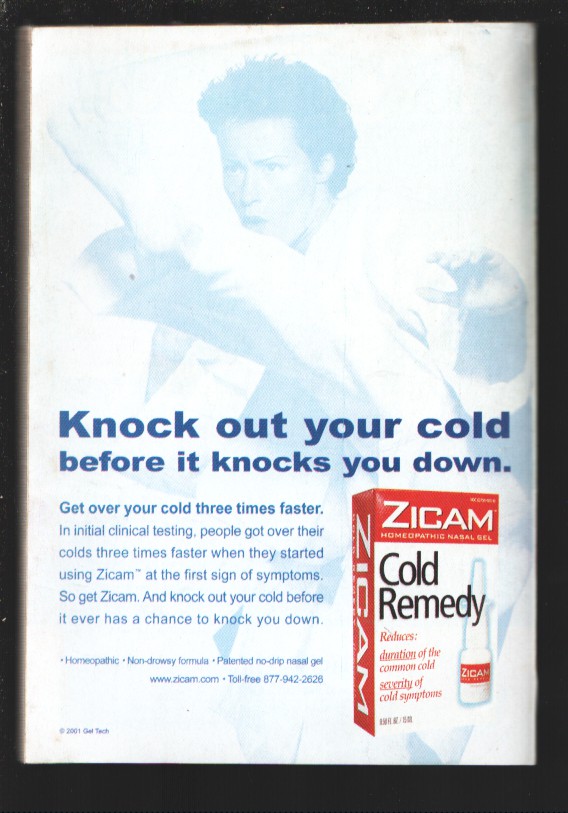 Knock out your cold
before it knocks you down.
Get over your cold three times faster.
In initial clinical testing, people got over their
colds three times faster when they started
using Zicam™ at the first sign of symptoms.
So get Zicam. And knock out your cold before
it ever has a chance to knock you down.
• Homeopathic • Non-drowsy formula • Patented no-drip nasal gel
www.zicam.com • Toll-free 877-942-2626
© 2001 Gel Tech
ZICAM
ZICAM
HOMEOPATHIC NASAL GEL
Cold
Remedy
Reduces:
duration of the
common cold
severity of
cold symptoms
ZICAM